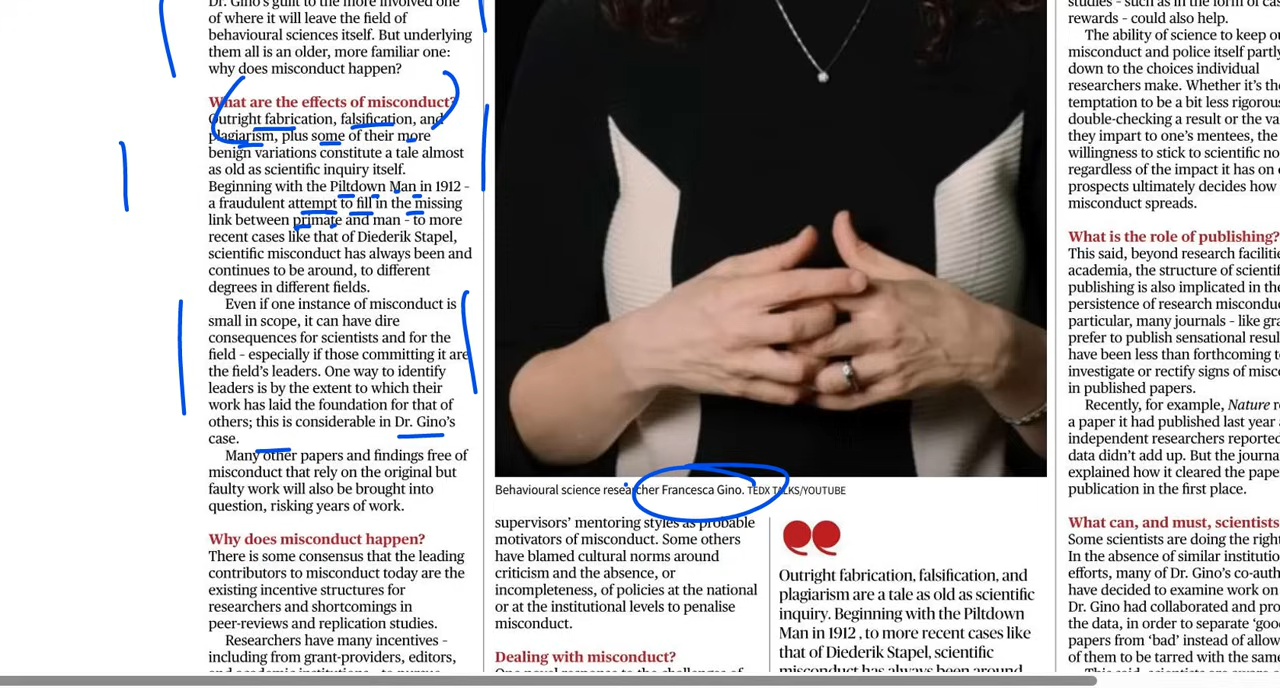 Dr. Gino's guilt to the more involved one
of where it will leave the field of
behavioural sciences itself. But underlying
them all is an older, more familiar one:
why does misconduct happen?
What are the effects of misconduct?
Outright fabrication, falsification, and
plagiarism, plus some of their more
benign variations constitute a tale almost
as old as scientific inquiry itself.
Beginning with the Piltdown Man in 1912 -
a fraudulent attempt to fill in the missing
link between primate and man - to more
recent cases like that of Diederik Stapel,
scientific misconduct has always been and
continues to be around, to different
degrees in different fields.
Even if one instance of misconduct is
small in scope, it can have dire
consequences for scientists and for the
field - especially if those committing it are
the field's leaders. One way to identify
leaders is by the extent to which their
work has laid the foundation for that of
others; this is considerable in Dr. Gino's
case.
Many other papers and findings free of
misconduct that rely on the original but
faulty work will also be brought into
question, risking years of work.
Why does misconduct happen?
There is some consensus that the leading
contributors to misconduct today are the
existing incentive structures for
researchers and shortcomings in
peer-reviews and replication studies.
Researchers have many incentives -
including from grant-providers, editors,
Behavioural science researcher Francesca Gino. TEDX TALKS/YOUTUBE
supervisors' mentoring styles as probable
motivators of misconduct. Some others
have blamed cultural norms around
criticism and the absence, or
incompleteness, of policies at the national
or at the institutional levels to penalise
misconduct.
Dealing with misconduct?
Outright fabrication, falsification, and
plagiarism are a tale as old as scientific
inquiry. Beginning with the Piltdown
Man in 1912 , to more recent cases like
that of Diederik Stapel, scientific
misconduct has always been around
studies - such as in the form of
rewards - could also help.
The ability of science to keep
misconduct and police itself partly
down to the choices individual
researchers make. Whether it's the
temptation to be a bit less rigorous
double-checking a result or the
they impart to one's mentees, the
willingness to stick to scientific
regardless of the impact it has on
prospects ultimately decides how
misconduct spreads.
What is the role of publishing?
This said, beyond research
academia, the structure of
publishing is also implicated in the
persistence of research
particular, many journals - like
prefer to publish sensational
have been less than forthcoming
investigate or rectify signs of
in published papers.
Recently, for example, Nature
a paper it had published last year
independent researchers reported
data didn't add up. But the
explained how it cleared the
publication in the first place.
What can, and must, scientists
Some scientists are doing the right
In the absence of similar
efforts, many of Dr. Gino's
have decided to examine work on
Dr. Gino had collaborated and
the data, in order to separate
papers from 'bad' instead of
of them to be tarred with the same